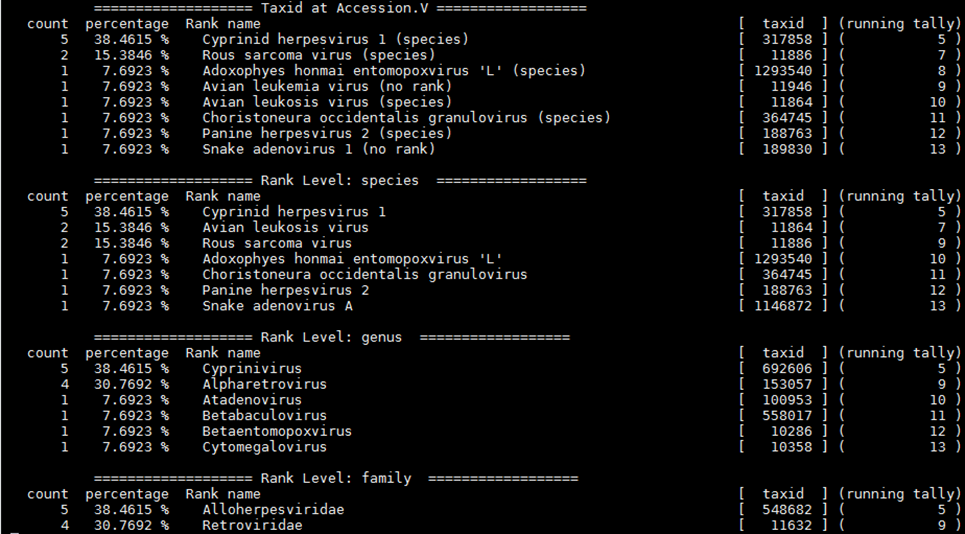 =================== Taxid at Accession.V ==================
count percentage Rank name [ taxid ] (running tally)
5 38.4615 % Cyprinid herpesvirus 1 (species) [ 317858 ] ( 5 )
2 15.3846 % Rous sarcoma virus (species) [ 11886 ] ( 7 )
1 7.6923 % Adoxophyes honmai entomopoxvirus 'L' (species) [ 1293540 ] ( 8 )
1 7.6923 % Avian leukemia virus (no rank) [ 11946 ] ( 9 )
1 7.6923 % Avian leukosis virus (species) [ 11864 ] ( 10 )
1 7.6923 % Choristoneura occidentalis granulovirus (species) [ 364745 ] ( 11 )
1 7.6923 % Panine herpesvirus 2 (species) [ 188763 ] ( 12 )
1 7.6923 % Snake adenovirus 1 (no rank) [ 189830 ] ( 13 )
=================== Rank Level: species ==================
count percentage Rank name [ taxid ] (running tally)
5 38.4615 % Cyprinid herpesvirus 1 [ 317858 ] ( 5 )
2 15.3846 % Avian leukosis virus [ 11864 ] ( 7 )
2 15.3846 % Rous sarcoma virus [ 11886 ] ( 9 )
1 7.6923 % Adoxophyes honmai entomopoxvirus 'L' [ 1293540 ] ( 10 )
1 7.6923 % Choristoneura occidentalis granulovirus [ 364745 ] ( 11 )
1 7.6923 % Panine herpesvirus 2 [ 188763 ] ( 12 )
1 7.6923 % Snake adenovirus A [ 1146872 ] ( 13 )
=================== Rank Level: genus ==================
count percentage Rank name [ taxid ] (running tally)
5 38.4615 % Cyprinivirus [ 692606 ] ( 5 )
4 30.7692 % Alpharetrovirus [ 153057 ] ( 9 )
1 7.6923 % Atadenovirus [ 100953 ] ( 10 )
1 7.6923 % Betabaculovirus [ 558017 ] ( 11 )
1 7.6923 % Betaentomopoxvirus [ 10286 ] ( 12 )
1 7.6923 % Cytomegalovirus [ 10358 ] ( 13 )
=================== Rank Level: family ==================
count percentage Rank name [ taxid ] (running tally)
5 38.4615 % Alloherpesviridae [ 548682 ] ( 5 )
4 30.7692 % Retroviridae [ 11632 ] ( 9 )